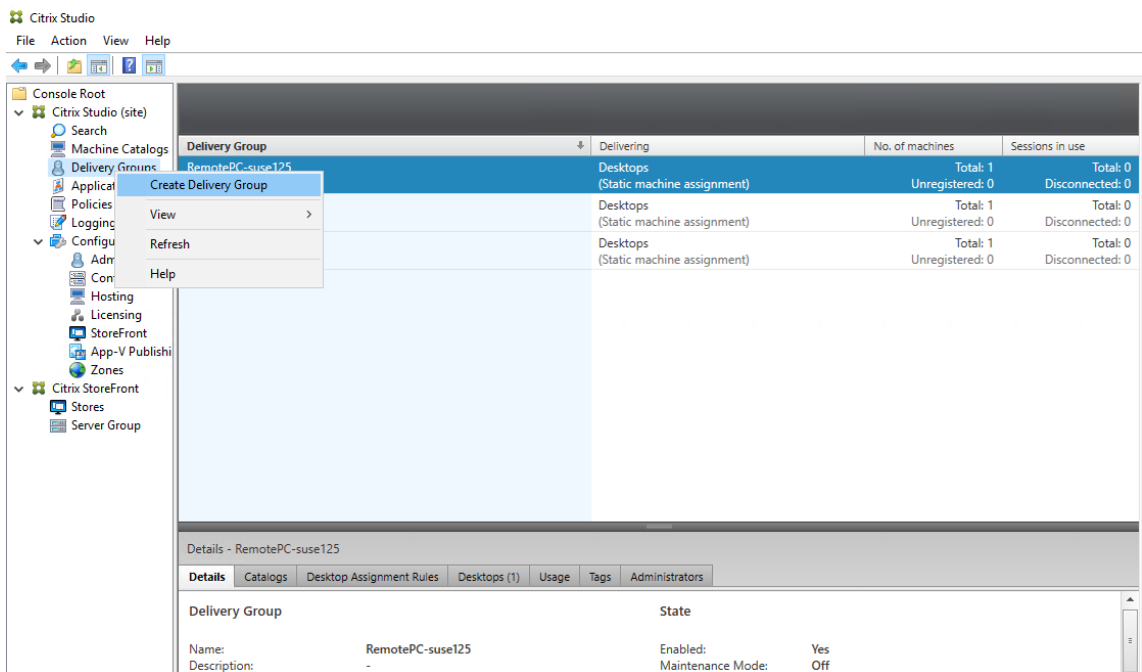 Citrix Studio
File Action View Help
Console Root
Citrix Studio (site)
Search
Machine Catalogs
Delivery Groups
Applicat
Policies
Logging
Configu
Adm
Con
Hosting
Licensing
StoreFront
App-V Publishi
Zones
Citrix StoreFront
Stores
Server Group
Create Delivery Group
View
Refresh
Help
Delivery Group Delivering No. of machines Sessions in use
RemotePC-suse125 Desktops Total: 1 Total: 0
(Static machine assignment) Unregistered: 0 Disconnected: 0
Desktops Total: 1 Total: 0
(Static machine assignment) Unregistered: 0 Disconnected: 0
Desktops Total: 1 Total: 0
(Static machine assignment) Unregistered: 0 Disconnected: 0
Details - RemotePC-suse125
Details Catalogs Desktop Assignment Rules Desktops (1) Usage Tags Administrators
Delivery Group State
Name: RemotePC-suse125 Enabled: Yes
Description: - Maintenance Mode: Off